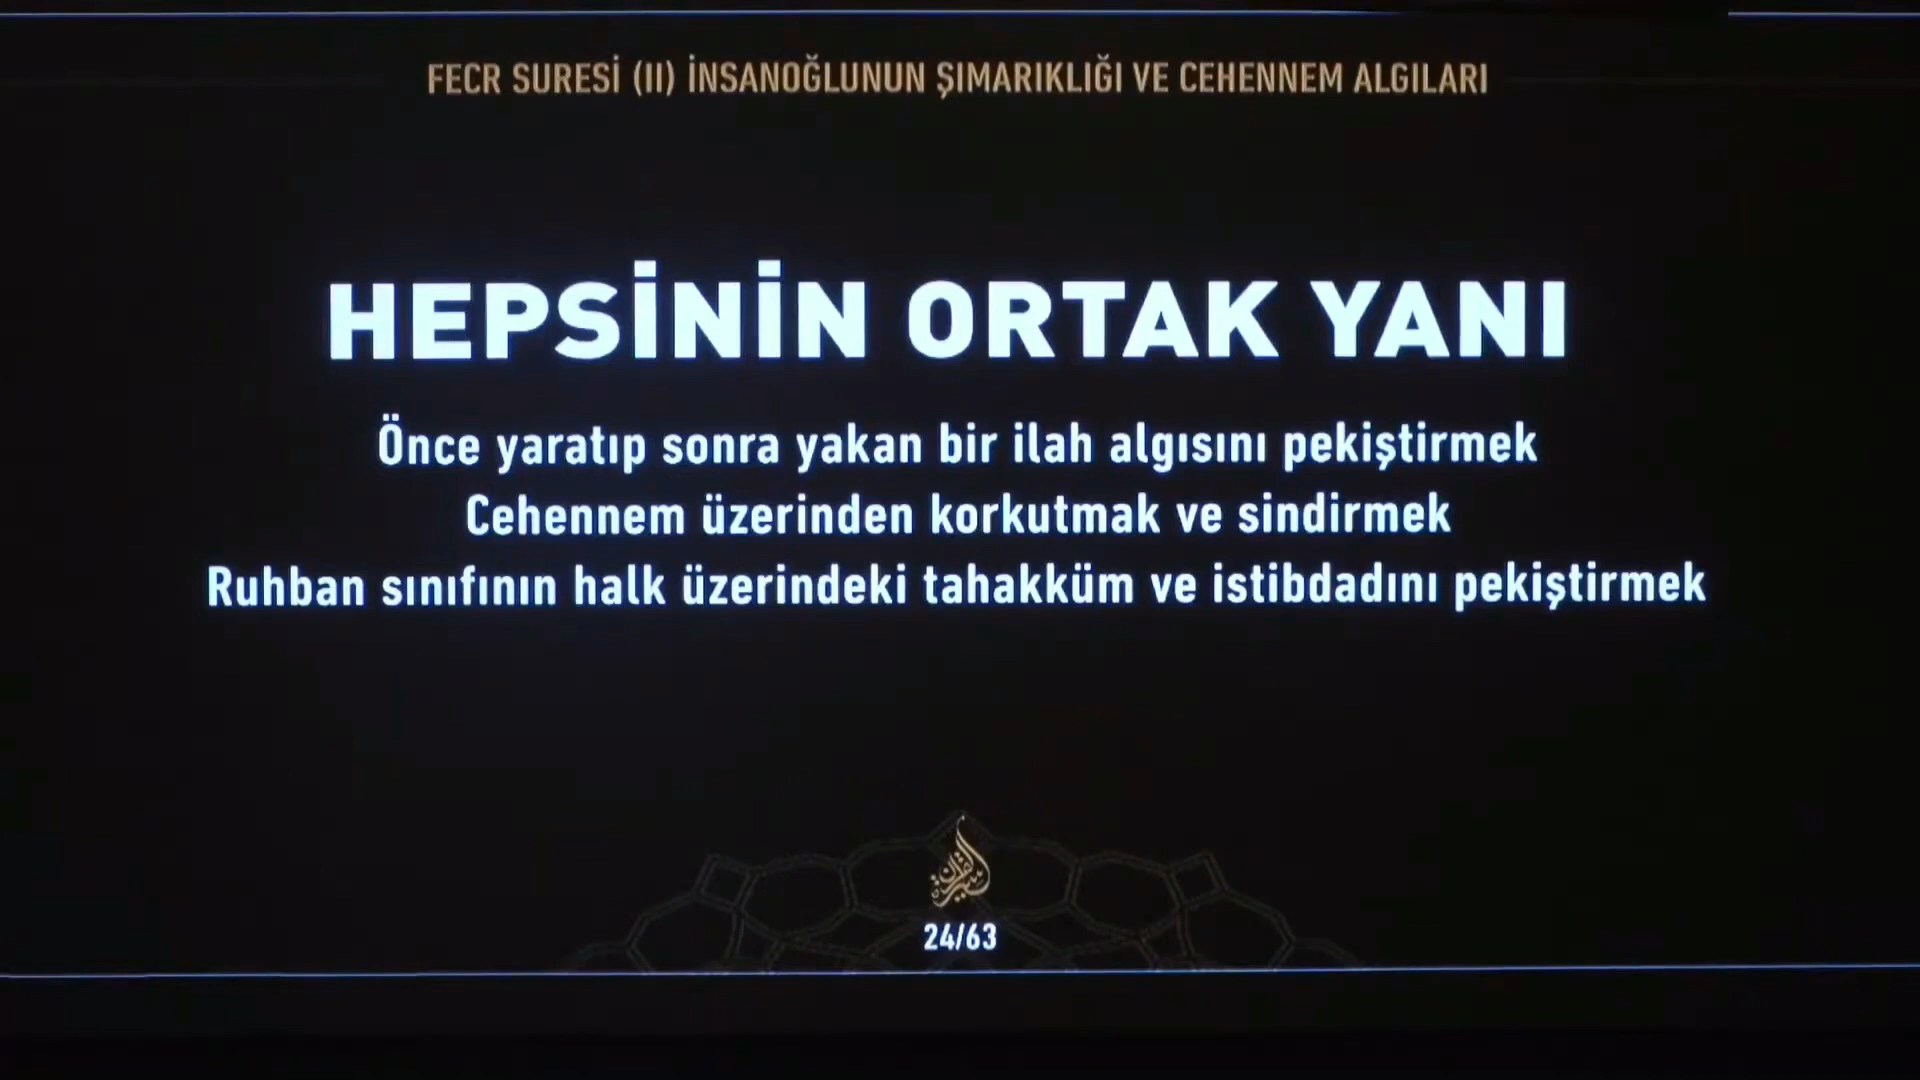 FECR SURESİ (II) İNSANOĞLUNUN ŞIMARIKLIĞI VE CEHENNEM ALGILARI
HEPSİNİN ORTAK YANI
Önce yaratıp sonra yakan bir ilah algısını pekiştirmek
Cehennem üzerinden korkutmak ve sindirmek
Ruhban sınıfının halk üzerindeki tahakküm ve istibdadını pekiştirmek
24/63